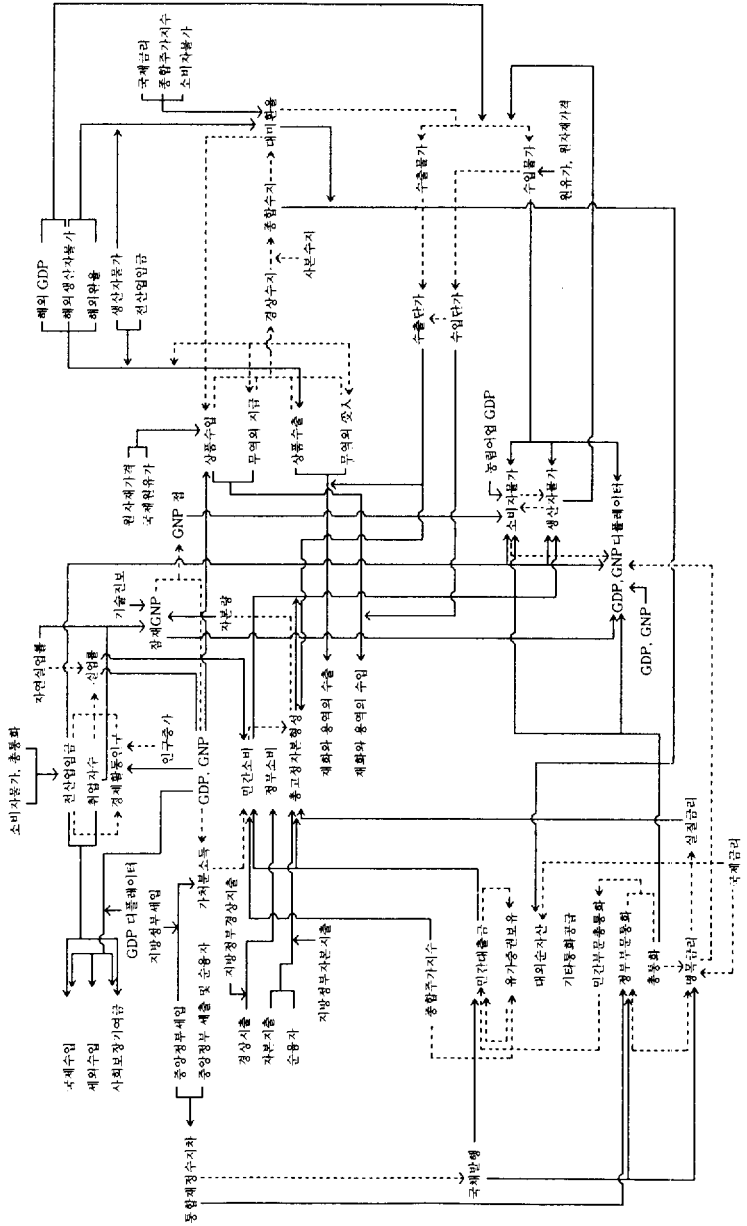 통합재정수지차
국세수입
세외수입
사회보장기여금
중앙정부세입
중앙정부 세출 및 순융자
경상지출
자본지출
순융자
국채발행
GDP 디플레이터
지방정부세입
지방정부경상지출
지방정부자본지출
종합주가지수
민간대출금
유가증권보유
대외순자산
기타통화공급
민간부문총통화
정부부문통화
총통화
명목금리
소비자물가, 총통화
전산업임금
취업자수
경제활동인구
인구증가
가처분소득
GDP, GNP
민간소비
정부소비
총고정자본형성
재화와 용역의 수출
재화와 용역의 수입
실질금리
국제금리
자연실업률
실업률
기술진보
잠재GNP
자본량
GNP 갭
GDP, GNP 디플레이터
GDP, GNP
원자재가격
국제원유가
상품수입
무역외 지급
상품수출
무역외 受入
농림어업 GDP
소비자물가
생산자물가
해외 GDP
해외생산자물가
해외환율
생산자물가
전산업임금
경상수지
자본수지
종합수지
수출단가
수입단가
국제금리
종합주가지수
소비자물가
대미환율
수출물가
수입물가
원유가, 원자재가격